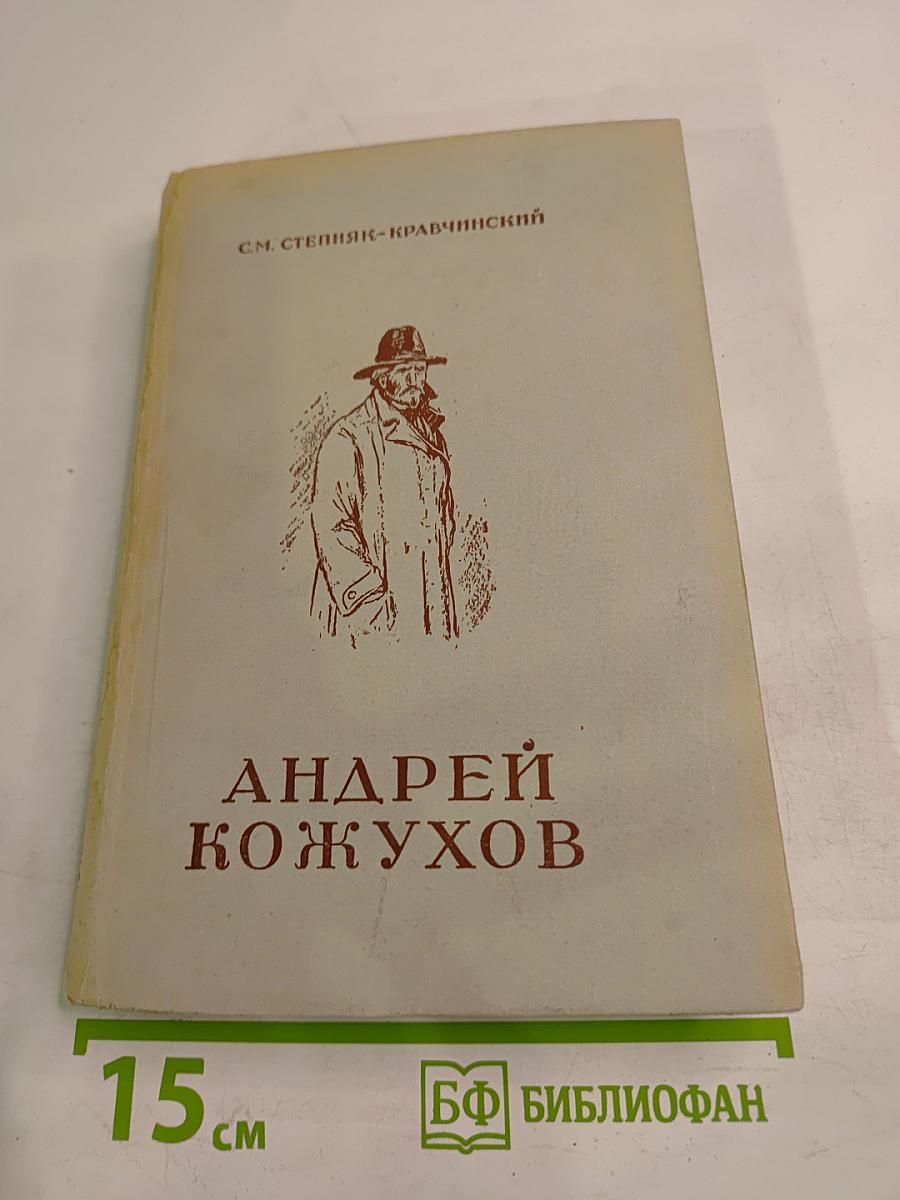 С.М. СТЕПНЯК-КРАВЧИНСКИЙ
АНДРЕЙ
КОЖУХОВ
15 см
БФ БИБЛИОФАН